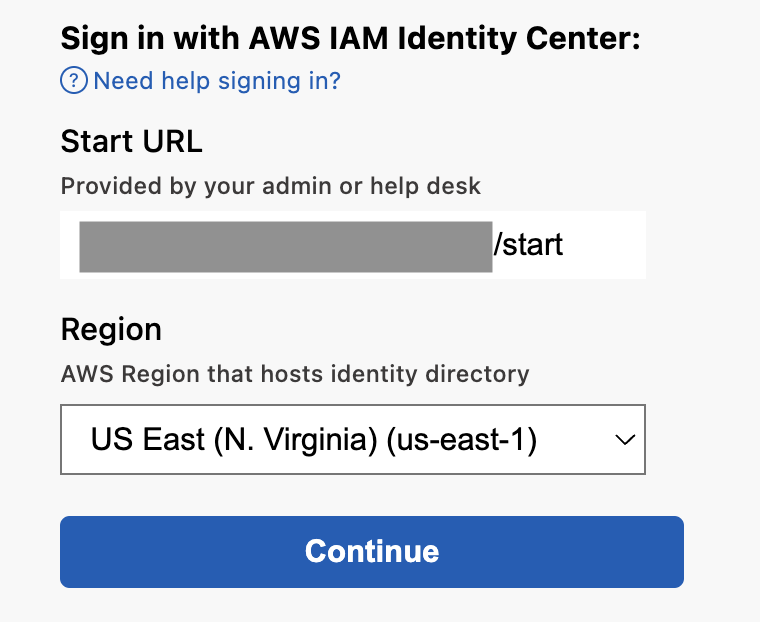 Sign in with AWS IAM Identity Center:
? Need help signing in?
Start URL
Provided by your admin or help desk
/start
Region
AWS Region that hosts identity directory
US East (N. Virginia) (us-east-1)
Continue